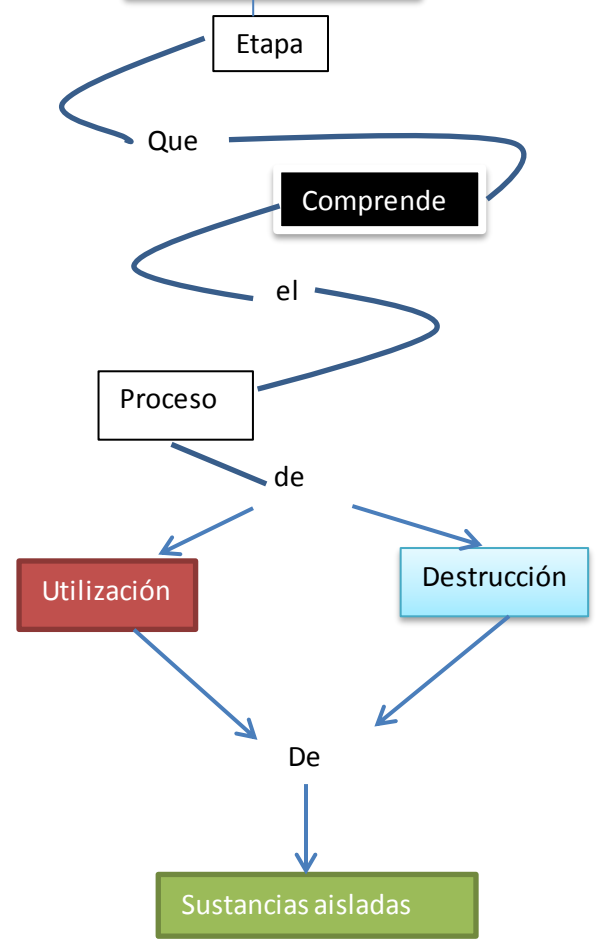 Etapa
Que
Comprende
el
Proceso
de
Utilización
Destrucción
De
Sustancias aisladas